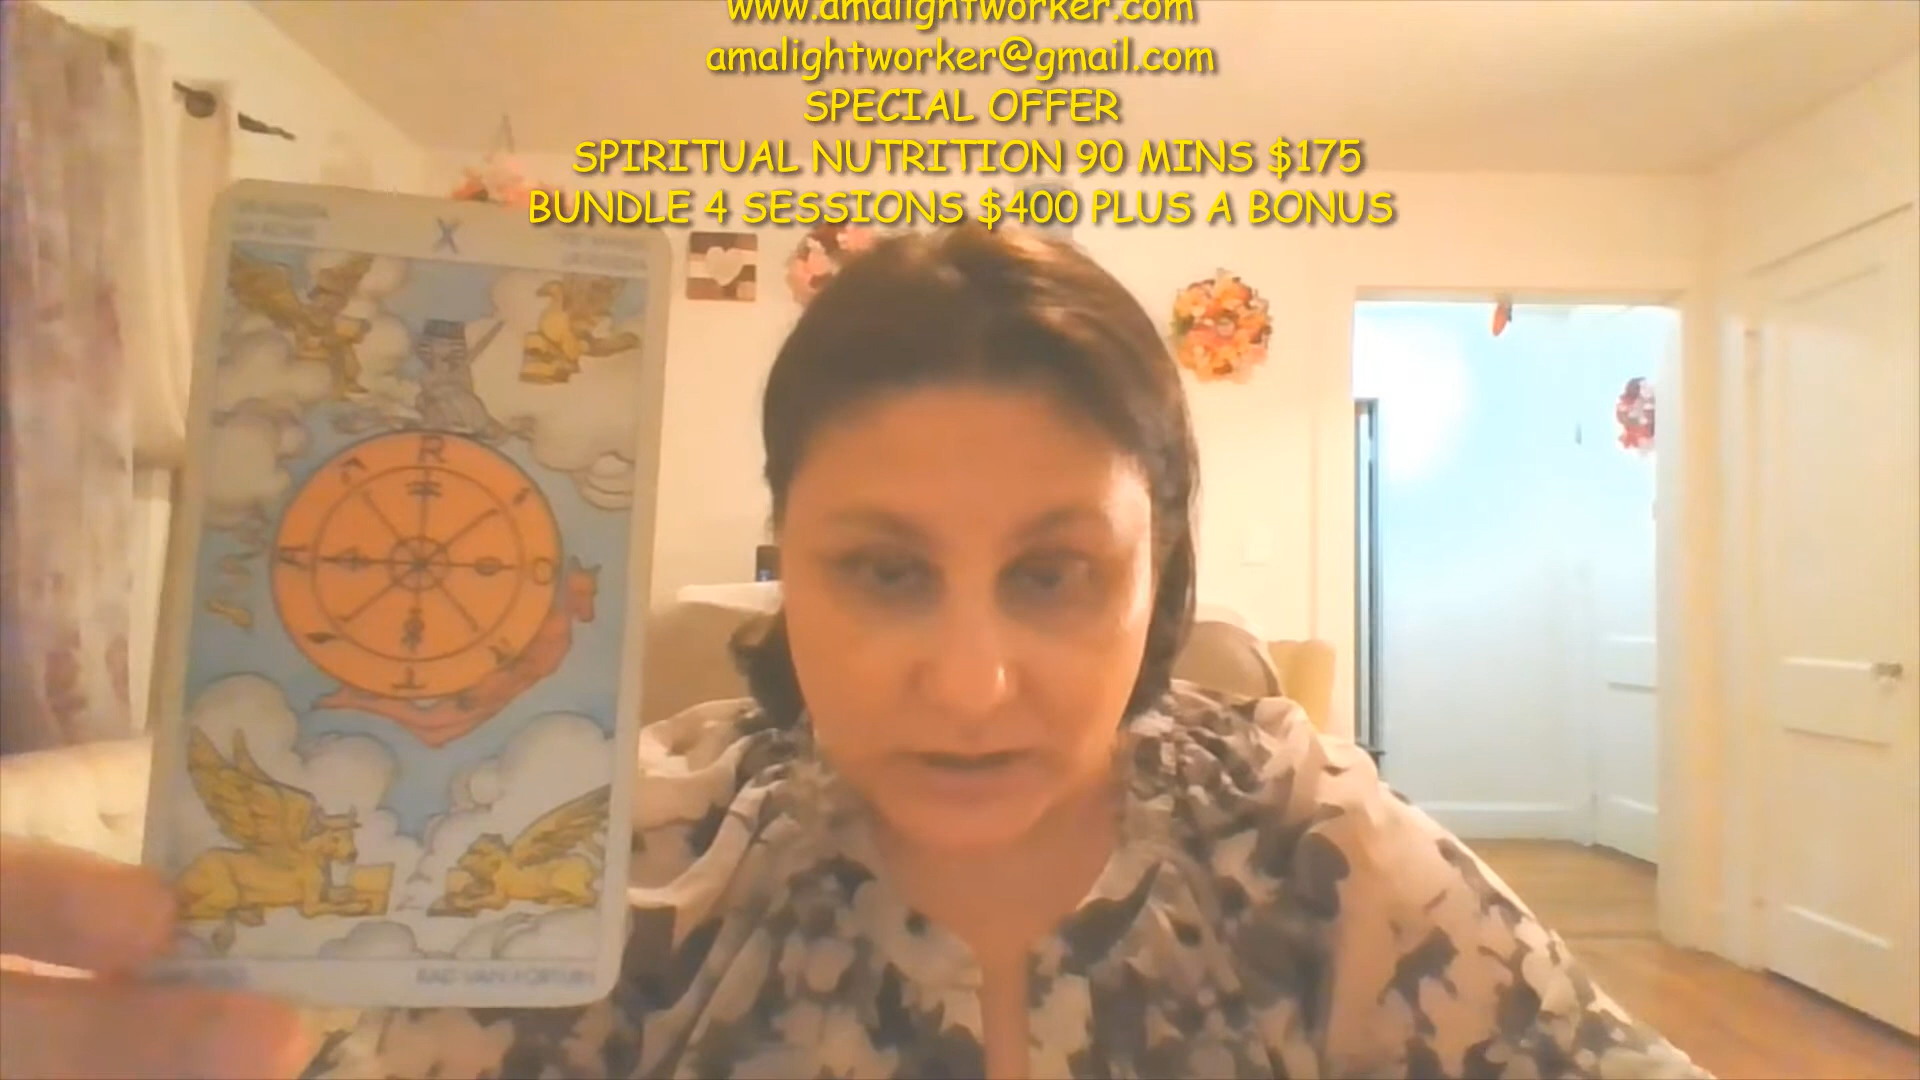 www.amalightworker.com
amalightworker@gmail.com
SPECIAL OFFER
SPIRITUAL NUTRITION 90 MINS $175
BUNDLE 4 SESSIONS $400 PLUS A BONUS
X
R
O
T
A
RAD VAN FORTUIN